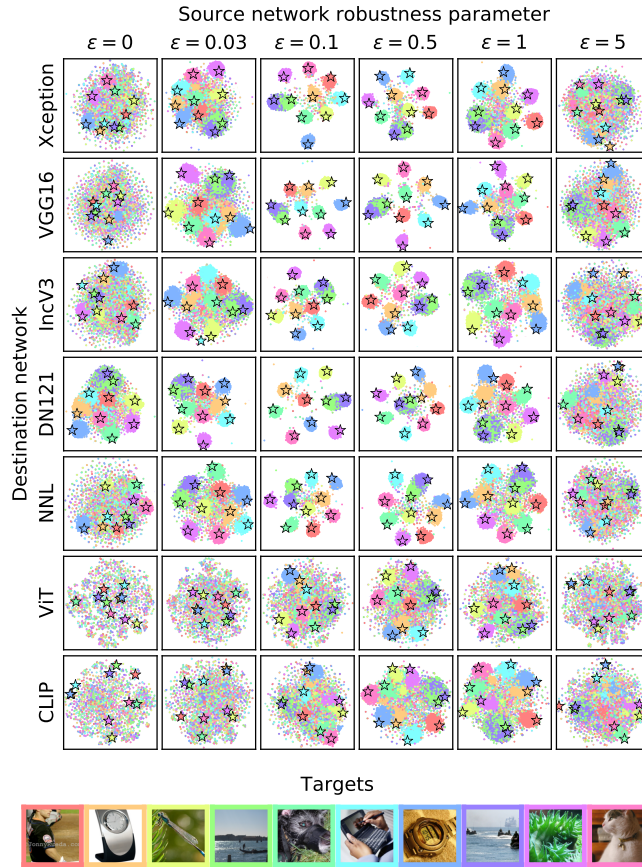 Source network robustness parameter
ε = 0
ε = 0.03
ε = 0.1
ε = 0.5
ε = 1
ε = 5
Destination network
Xception
VGG16
IncV3
DN121
NNL
ViT
CLIP
Targets